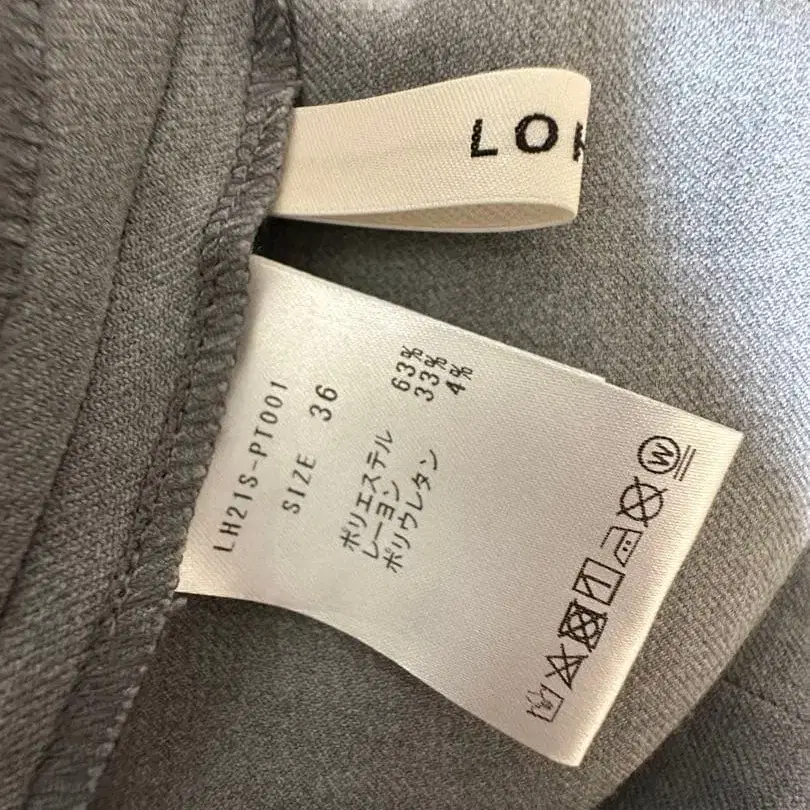 LO
LH21S-PT001
SIZE 36
ポリエステル 63%
レーヨン 33%
ポリウレタン 4%
W